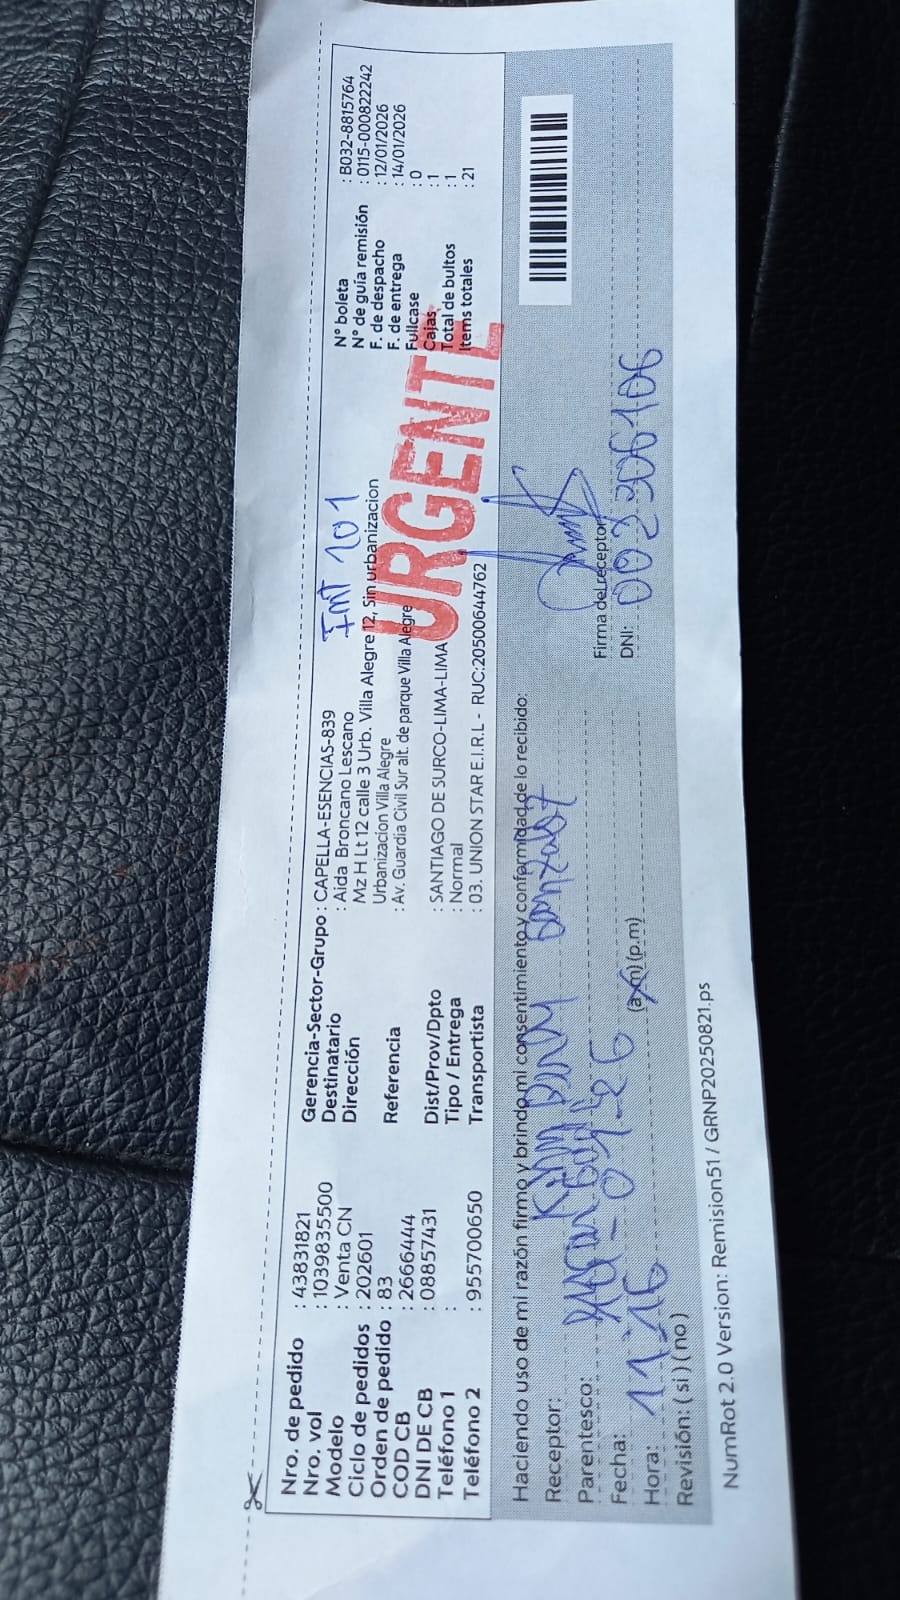 Nro. de pedido : 43831821
Nro. vol : 1039835500
Modelo : Venta CN
Ciclo de pedidos : 202601
Orden de pedido : 83
COD CB : 2666444
DNI DE CB : 08857431
Teléfono 1 :
Teléfono 2 : 955700650
Gerencia-Sector-Grupo : CAPELLA-ESENCIAS-839
Destinatario : Aida Broncano Lescano
INT 101
Dirección Mz H Lt 12 calle 3 Urb. Villa Alegre 12, Sin urbanizacion
Urbanizacion Villa Alegre
Referencia : Av. Guardia Civil Sur alt. de parque Villa Alegre
Dist/Prov/Dpto : SANTIAGO DE SURCO-LIMA-LIMA
Tipo / Entrega : Normal
Transportista : 03. UNION STAR E.I.R.L - RUC:20500644762
URGENTE
N° boleta : B032-8815764
N° de guía remisión : 0115-000822242
F. de despacho : 12/01/2026
F. de entrega : 14/01/2026
Fullcase : 0
Cajas : 1
Total de bultos : 1
Items totales : 21
Haciendo uso de mi razón firmo y brindo mi consentimiento y conformidad de lo recibido:
Receptor:
Parentesco:
Fecha:
Hora: 11:16 (a.m) (p.m)
Revisión: ( si ) ( no )
Firma de receptor
DNI: 002306106
NumRot 2.0 Version: Remision51 / GRNP20250821.ps